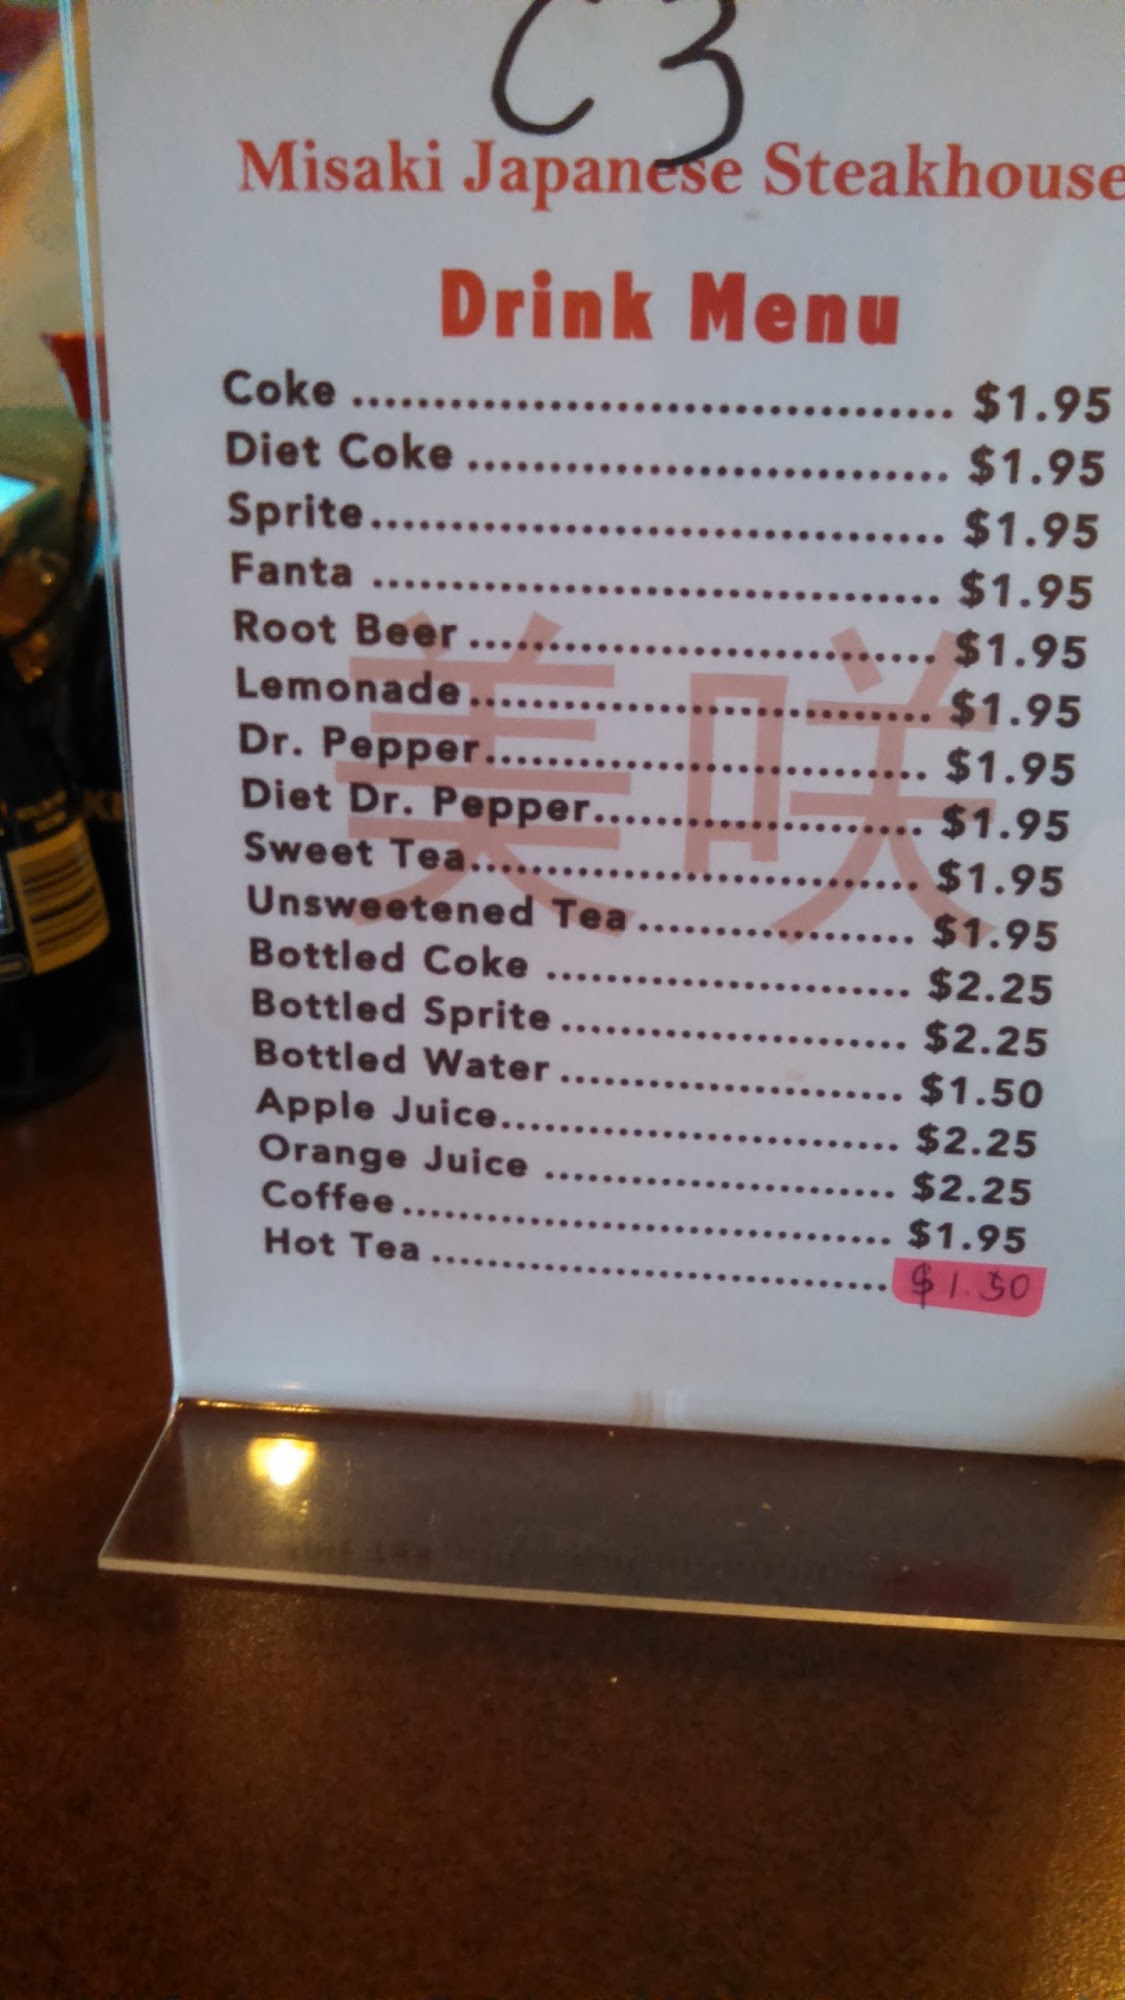 C3
Misaki Japanese Steakhouse
Drink Menu
Coke .................................... $1.95
Diet Coke ............................. $1.95
Sprite................................... $1.95
Fanta .................................... $1.95
Root Beer .............................. $1.95
Lemonade.............................. $1.95
Dr. Pepper............................. $1.95
Diet Dr. Pepper...................... $1.95
Sweet Tea.............................. $1.95
Unsweetened Tea .................. $1.95
Bottled Coke ........................ $2.25
Bottled Sprite ....................... $2.25
Bottled Water ........................ $1.50
Apple Juice............................ $2.25
Orange Juice ......................... $2.25
Coffee................................... $1.95
Hot Tea ................................. $1.50
美咲